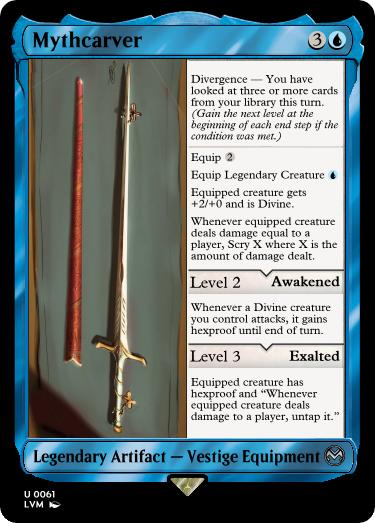 Mythcarver 3
Divergence — You have
looked at three or more cards
from your library this turn.
(Gain the next level at the
beginning of each end step if the
condition was met.)
Equip 2
Equip Legendary Creature
Equipped creature gets
+2/+0 and is Divine.
Whenever equipped creature
deals damage equal to a
player, Scry X where X is the
amount of damage dealt.
Level 2 Awakened
Whenever a Divine creature
you control attacks, it gains
hexproof until end of turn.
Level 3 Exalted
Equipped creature has
hexproof and “Whenever
equipped creature deals
damage to a player, untap it.”
Legendary Artifact — Vestige Equipment
U 0061
LVM